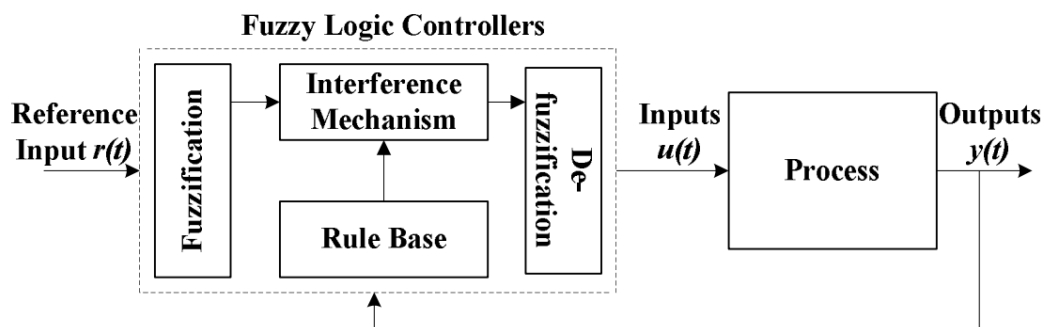 Fuzzy Logic Controllers
Reference
Input r(t)
Fuzzification
Interference
Mechanism
Rule Base
De-
fuzzification
Inputs
u(t)
Process
Outputs
y(t)